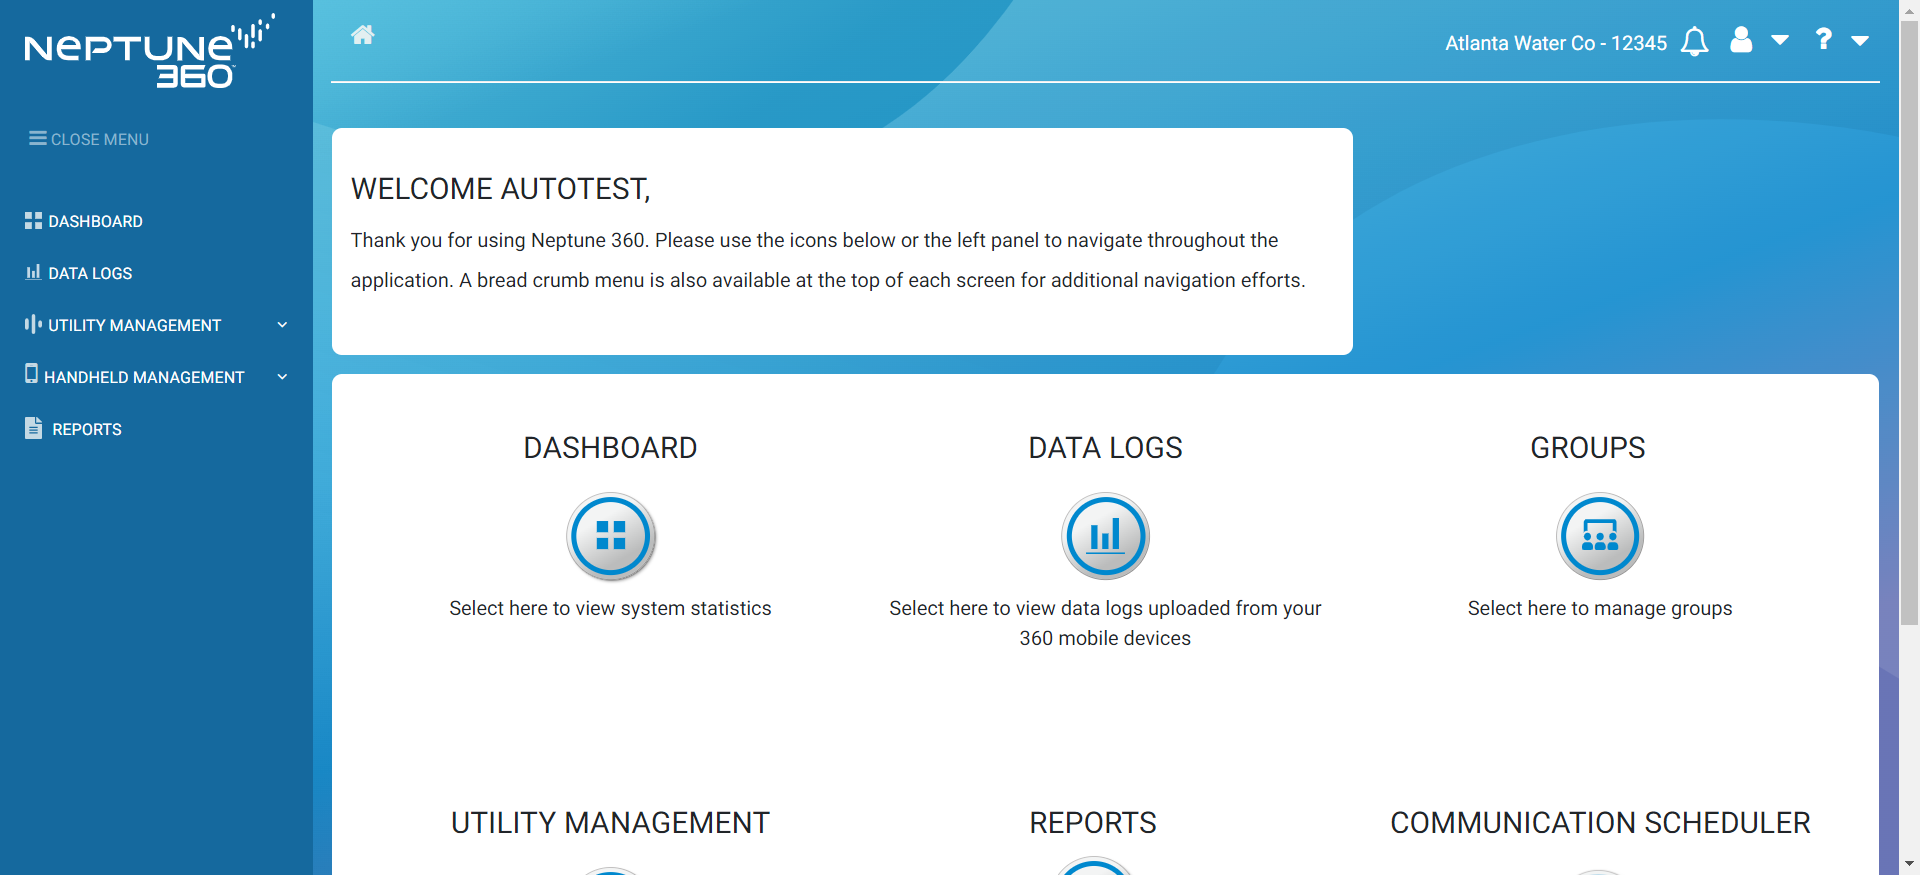 NEPTUNE
360™
CLOSE MENU
DASHBOARD
DATA LOGS
UTILITY MANAGEMENT
HANDHELD MANAGEMENT
REPORTS
Atlanta Water Co - 12345
?
WELCOME AUTOTEST,
Thank you for using Neptune 360. Please use the icons below or the left panel to navigate throughout the
application. A bread crumb menu is also available at the top of each screen for additional navigation efforts.
DASHBOARD
Select here to view system statistics
DATA LOGS
Select here to view data logs uploaded from your
360 mobile devices
GROUPS
Select here to manage groups
UTILITY MANAGEMENT
REPORTS
COMMUNICATION SCHEDULER